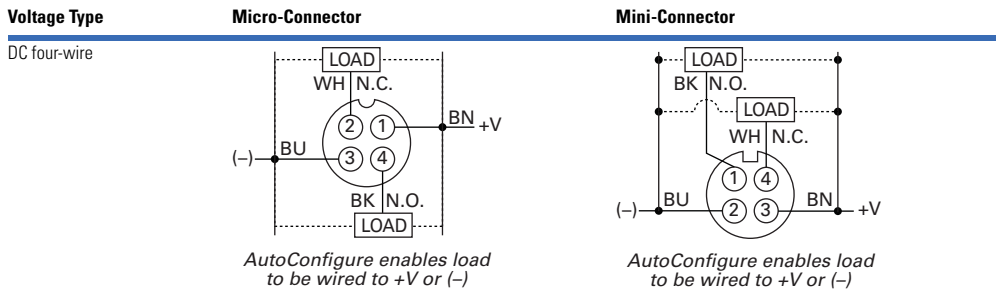 Voltage Type Micro-Connector Mini-Connector
DC four-wire
LOAD
WH N.C.
2 1
BN +V
(–) BU
3 4
BK N.O.
LOAD
AutoConfigure enables load
to be wired to +V or (–)
LOAD
BK N.O.
LOAD
WH N.C.
1 4
(–) BU
2 3
BN +V
AutoConfigure enables load
to be wired to +V or (–)